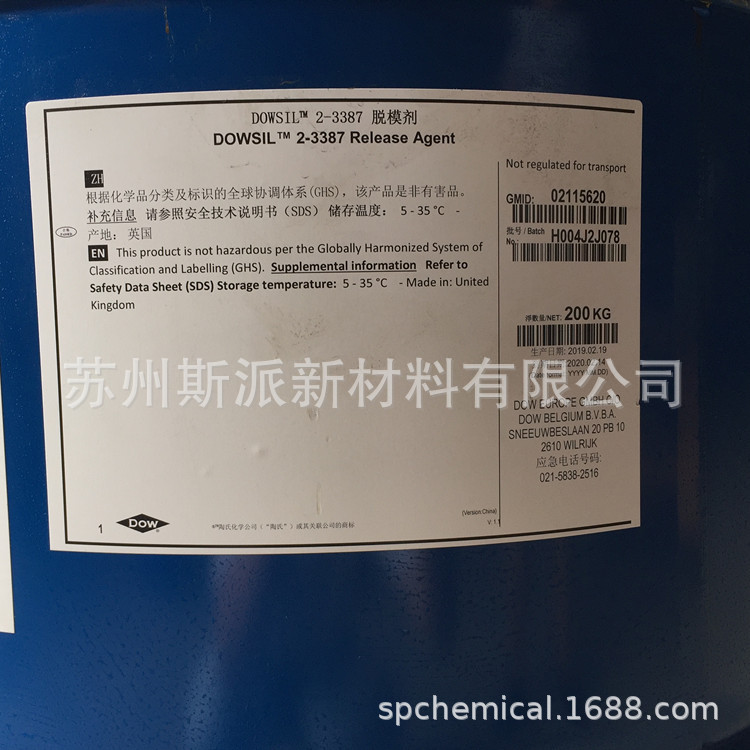 DOWSIL™ 2-3387 脱模剂
DOWSIL™ 2-3387 Release Agent
ZH
根据化学品分类及标识的全球协调体系(GHS), 该产品是非有害品。
补充信息 请参照安全技术说明书 (SDS) 储存温度: 5 - 35 °C -
产地: 英国
EN This product is not hazardous per the Globally Harmonized System of
Classification and Labelling (GHS). Supplemental information Refer to
Safety Data Sheet (SDS) Storage temperature: 5 - 35 °C - Made in: United
Kingdom
Not regulated for transport
GMID: 02115620
批号 / Batch
No.: H004J2J078
净数量/NET: 200 KG
生产日期: 2019.02.19
DOW EUROPE GMBH C/O
DOW BELGIUM B.V.B.A.
SNEEUWBESLAAN 20 PB 10
2610 WILRIJK
应急电话号码:
021-5838-2516
苏州斯派新材料有限公司
1
DOW
®™陶氏化学公司 ("陶氏") 或其关联公司的商标
(Version:China)
V: 1.1
spchemical.1688.com